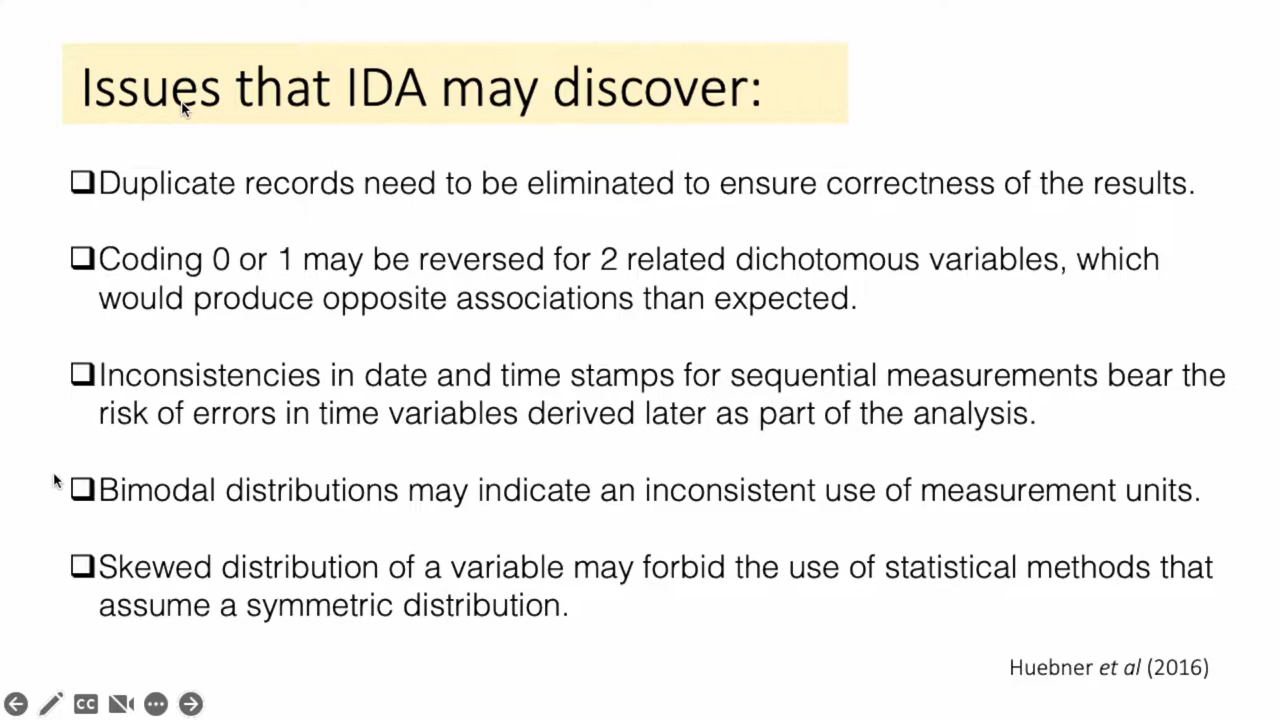 Issues that IDA may discover:
❑Duplicate records need to be eliminated to ensure correctness of the results.
❑Coding 0 or 1 may be reversed for 2 related dichotomous variables, which
would produce opposite associations than expected.
❑Inconsistencies in date and time stamps for sequential measurements bear the
risk of errors in time variables derived later as part of the analysis.
❑Bimodal distributions may indicate an inconsistent use of measurement units.
❑Skewed distribution of a variable may forbid the use of statistical methods that
assume a symmetric distribution.
Huebner et al (2016)
CC